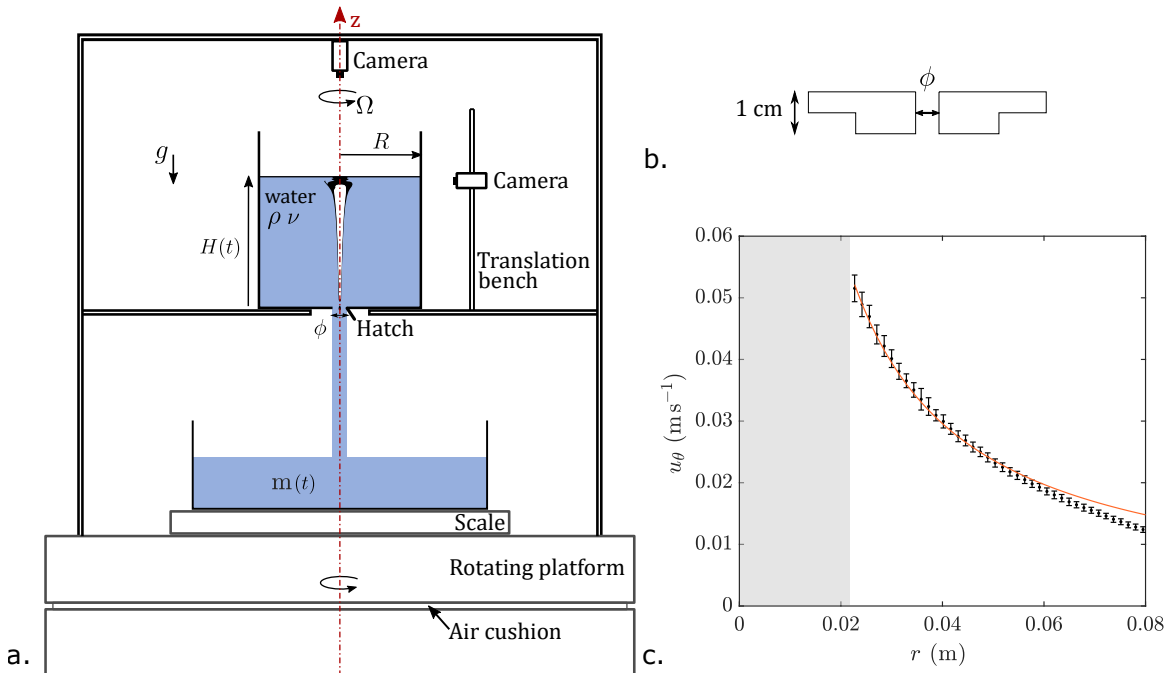 z
Camera
Ω
R
g
water
ρ ν
H(t)
Camera
Translation
bench
ϕ
Hatch
m(t)
Scale
Rotating platform
Air cushion
a.
ϕ
1 cm
b.
0.06
0.05
0.04
0.03
0.02
0.01
0
u_θ (m s⁻¹)
0 0.02 0.04 0.06 0.08
r (m)
c.